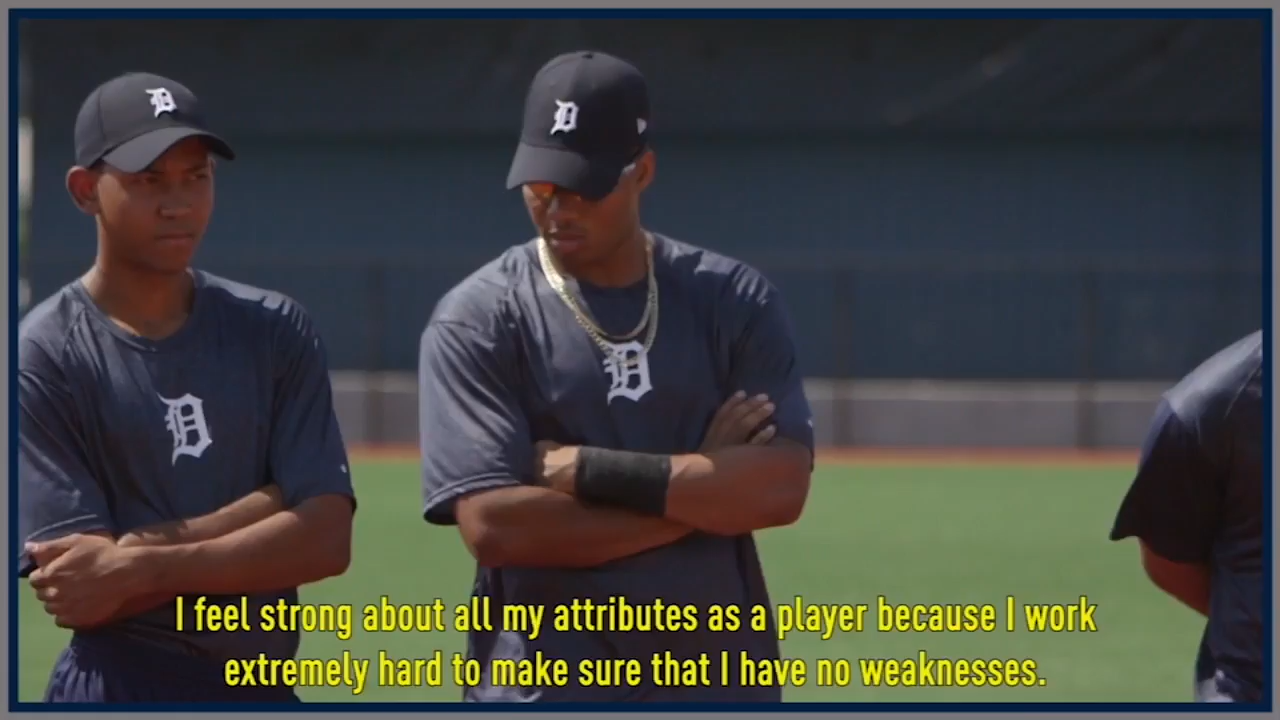 D
D
D
D
I feel strong about all my attributes as a player because I work
extremely hard to make sure that I have no weaknesses.